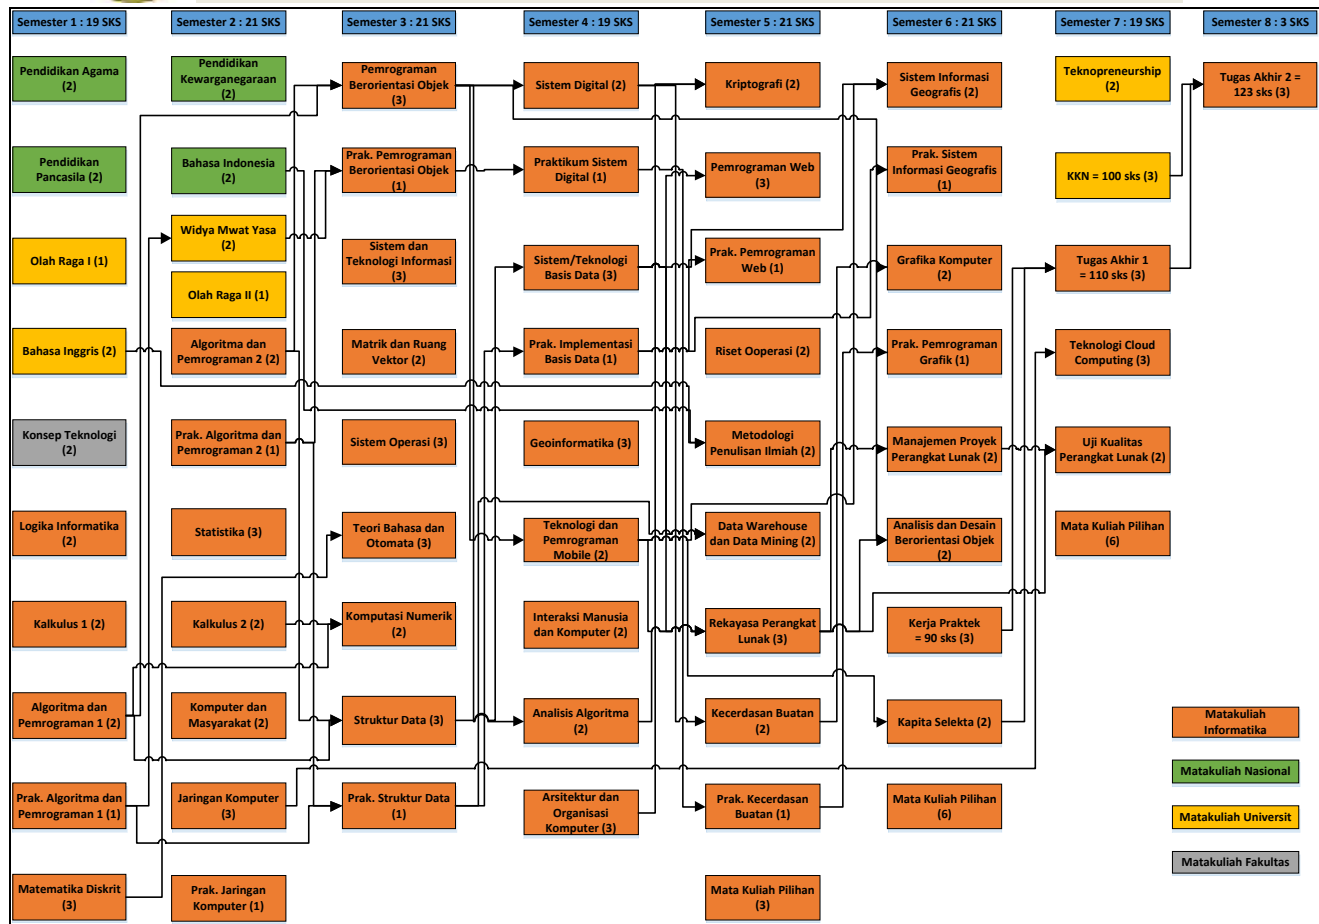 Semester 1 : 19 SKS
Semester 2 : 21 SKS
Semester 3 : 21 SKS
Semester 4 : 19 SKS
Semester 5 : 21 SKS
Semester 6 : 21 SKS
Semester 7 : 19 SKS
Semester 8 : 3 SKS
Pendidikan Agama
(2)
Pendidikan
Kewarganegaraan
(2)
Pemrograman
Berorientasi Objek
(3)
Sistem Digital (2)
Kriptografi (2)
Sistem Informasi
Geografis (2)
Teknopreneurship
(2)
Tugas Akhir 2 =
123 sks (3)
Pendidikan
Pancasila (2)
Bahasa Indonesia
(2)
Prak. Pemrograman
Berorientasi Objek
(1)
Praktikum Sistem
Digital (1)
Pemrograman Web
(3)
Prak. Sistem
Informasi Geografis
(1)
KKN = 100 sks (3)
Olah Raga I (1)
Widya Mwat Yasa
(2)
Olah Raga II (1)
Sistem dan
Teknologi Informasi
(3)
Sistem/Teknologi
Basis Data (3)
Prak. Pemrograman
Web (1)
Grafika Komputer
(2)
Tugas Akhir 1
= 110 sks (3)
Bahasa Inggris (2)
Algoritma dan
Pemrograman 2 (2)
Matrik dan Ruang
Vektor (2)
Prak. Implementasi
Basis Data (1)
Riset Ooperasi (2)
Prak. Pemrograman
Grafik (1)
Teknologi Cloud
Computing (3)
Konsep Teknologi
(2)
Prak. Algoritma dan
Pemrograman 2 (1)
Sistem Operasi (3)
Geoinformatika (3)
Metodologi
Penulisan Ilmiah (2)
Manajemen Proyek
Perangkat Lunak (2)
Uji Kualitas
Perangkat Lunak (2)
Logika Informatika
(2)
Statistika (3)
Teori Bahasa dan
Otomata (3)
Teknologi dan
Pemrograman
Mobile (2)
Data Warehouse
dan Data Mining (2)
Analisis dan Desain
Berorientasi Objek
(2)
Mata Kuliah Pilihan
(6)
Kalkulus 1 (2)
Kalkulus 2 (2)
Komputasi Numerik
(2)
Interaksi Manusia
dan Komputer (2)
Rekayasa Perangkat
Lunak (3)
Kerja Praktek
= 90 sks (3)
Algoritma dan
Pemrograman 1 (2)
Komputer dan
Masyarakat (2)
Struktur Data (3)
Analisis Algoritma
(2)
Kecerdasan Buatan
(2)
Kapita Selekta (2)
Matakuliah
Informatika
Matakuliah Nasional
Prak. Algoritma dan
Pemrograman 1 (1)
Jaringan Komputer
(3)
Prak. Struktur Data
(1)
Arsitektur dan
Organisasi
Komputer (3)
Prak. Kecerdasan
Buatan (1)
Mata Kuliah Pilihan
(6)
Matakuliah Universit
Matakuliah Fakultas
Matematika Diskrit
(3)
Prak. Jaringan
Komputer (1)
Mata Kuliah Pilihan
(3)